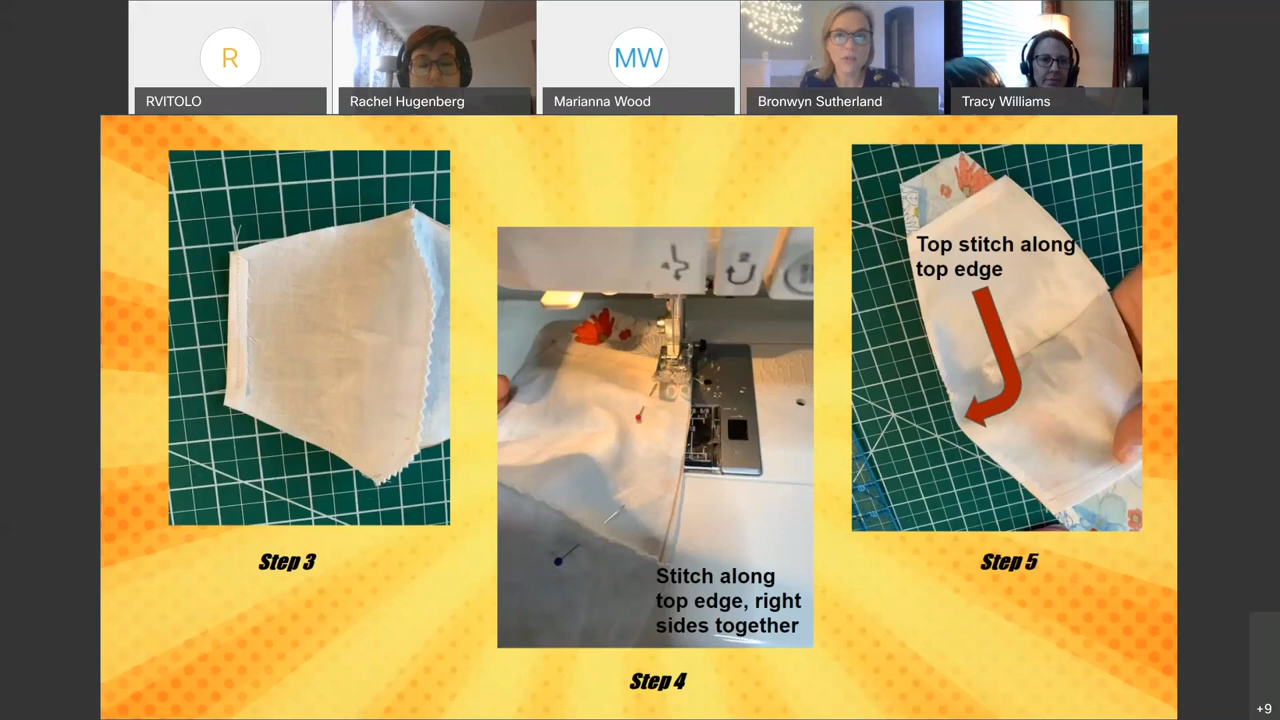 R
MW
RVITOLO
Rachel Hugenberg
Marianna Wood
Bronwyn Sutherland
Tracy Williams
Top stitch along
top edge
Stitch along
top edge, right
sides together
Step 3
Step 4
Step 5
+9